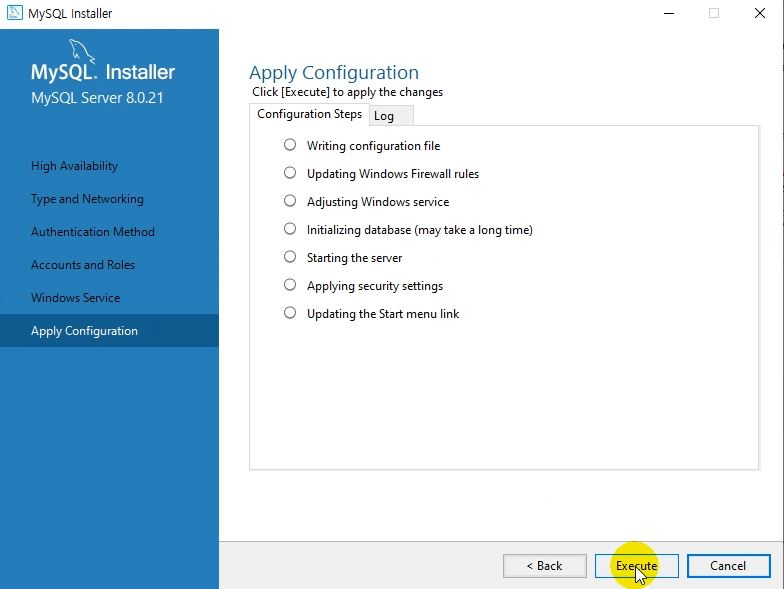 MySQL Installer
MySQL. Installer
MySQL Server 8.0.21
High Availability
Type and Networking
Authentication Method
Accounts and Roles
Windows Service
Apply Configuration
Apply Configuration
Click [Execute] to apply the changes
Configuration Steps
Log
Writing configuration file
Updating Windows Firewall rules
Adjusting Windows service
Initializing database (may take a long time)
Starting the server
Applying security settings
Updating the Start menu link
< Back
Execute
Cancel